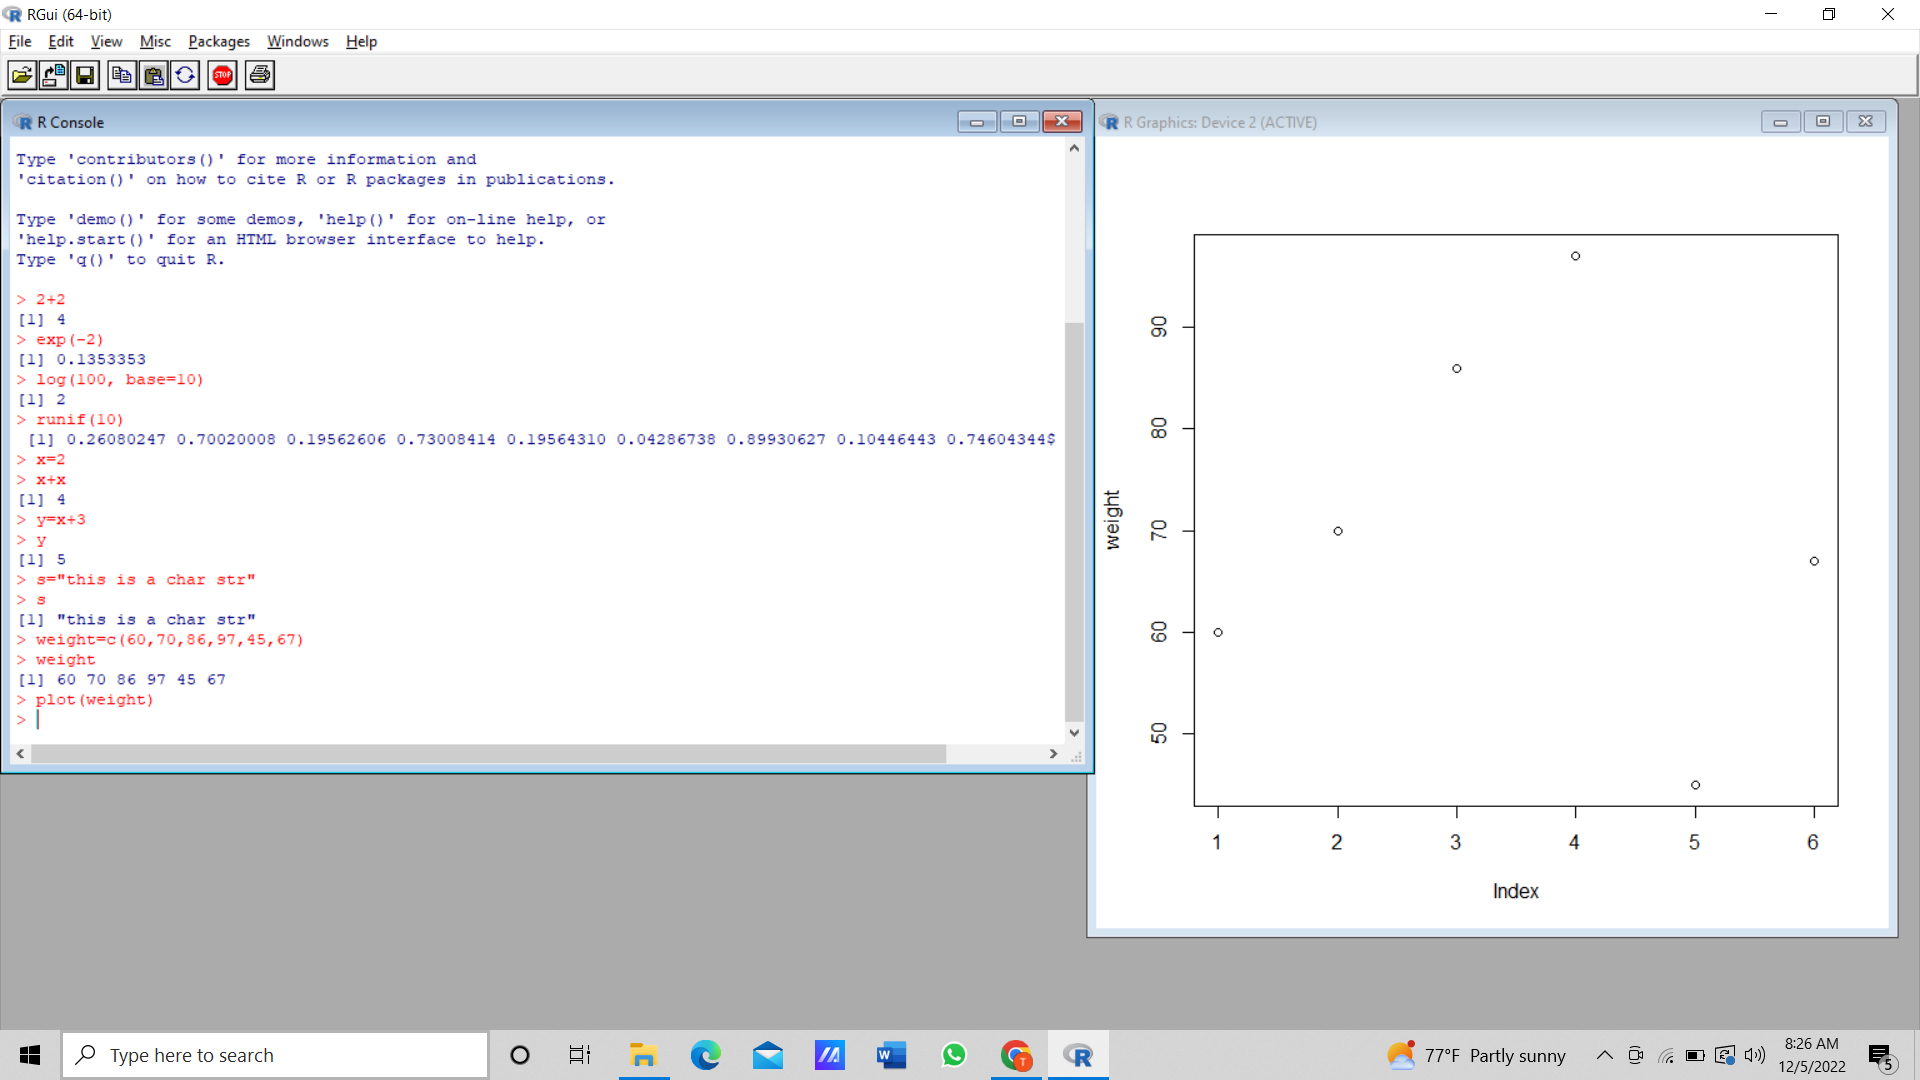 RGui (64-bit)
File Edit View Misc Packages Windows Help
STOP
R Console
Type 'contributors()' for more information and
'citation()' on how to cite R or R packages in publications.
Type 'demo()' for some demos, 'help()' for on-line help, or
'help.start()' for an HTML browser interface to help.
Type 'q()' to quit R.
> 2+2
[1] 4
> exp(-2)
[1] 0.1353353
> log(100, base=10)
[1] 2
> runif(10)
[1] 0.26080247 0.70020008 0.19562606 0.73008414 0.19564310 0.04286738 0.89930627 0.10446443 0.74604344$
> x=2
> x+x
[1] 4
> y=x+3
> y
[1] 5
> s="this is a char str"
> s
[1] "this is a char str"
> weight=c(60,70,86,97,45,67)
> weight
[1] 60 70 86 97 45 67
> plot(weight)
>
R Graphics: Device 2 (ACTIVE)
90
80
70
60
50
weight
1 2 3 4 5 6
Index
Type here to search
W
T
R
77°F Partly sunny
8:26 AM
12/5/2022
5